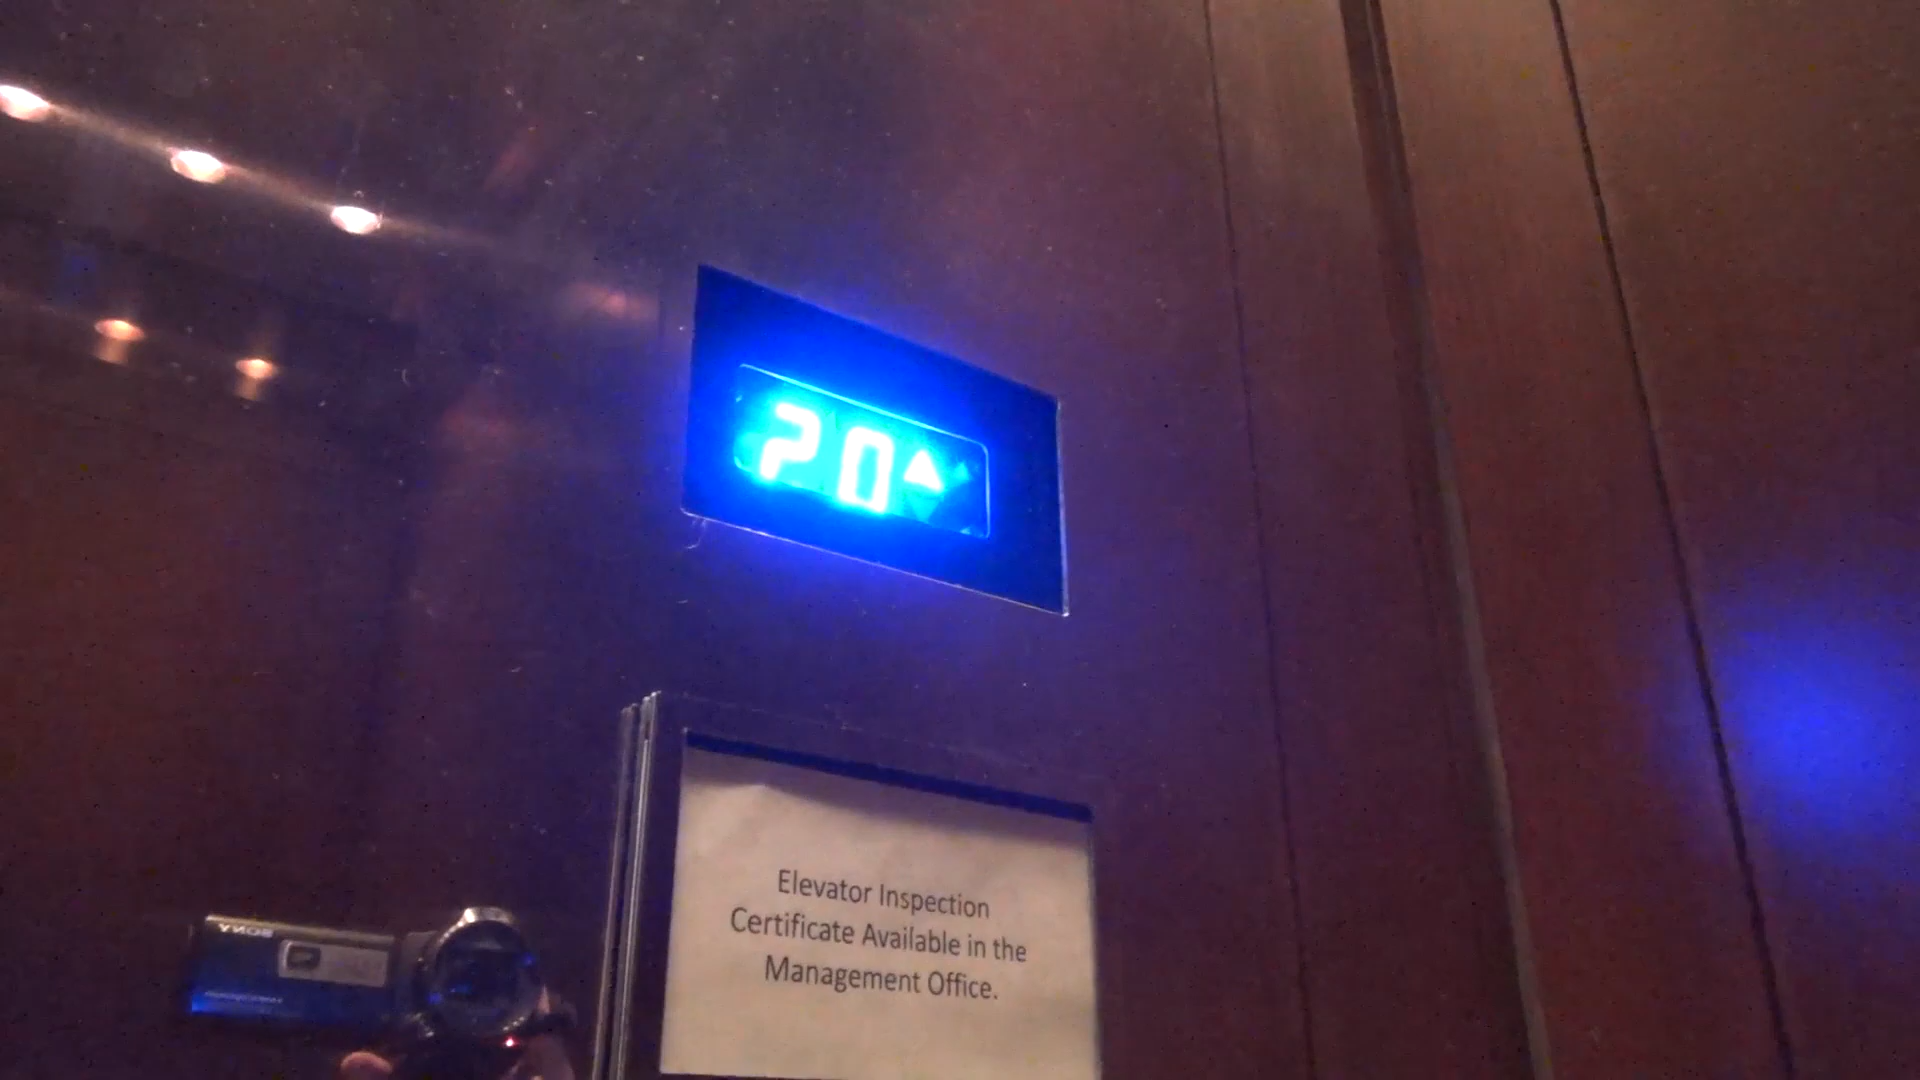 20
Elevator Inspection
Certificate Available in the
Management Office.
SONY